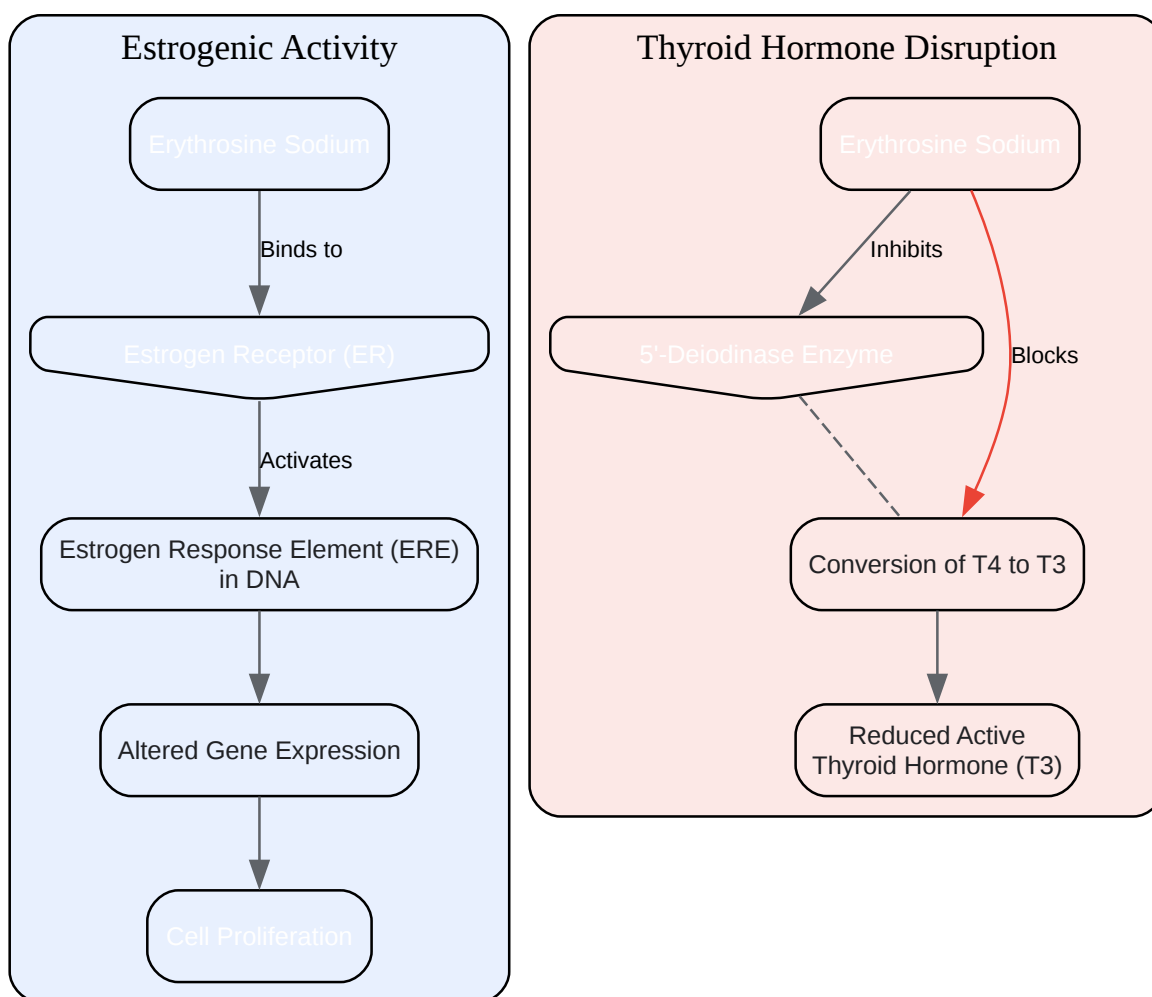 Estrogenic Activity
Erythrosine Sodium
Binds to
Estrogen Receptor (ER)
Activates
Estrogen Response Element (ERE)
in DNA
Altered Gene Expression
Cell Proliferation
Thyroid Hormone Disruption
Erythrosine Sodium
Inhibits
Blocks
5'-Deiodinase Enzyme
Conversion of T4 to T3
Reduced Active
Thyroid Hormone (T3)